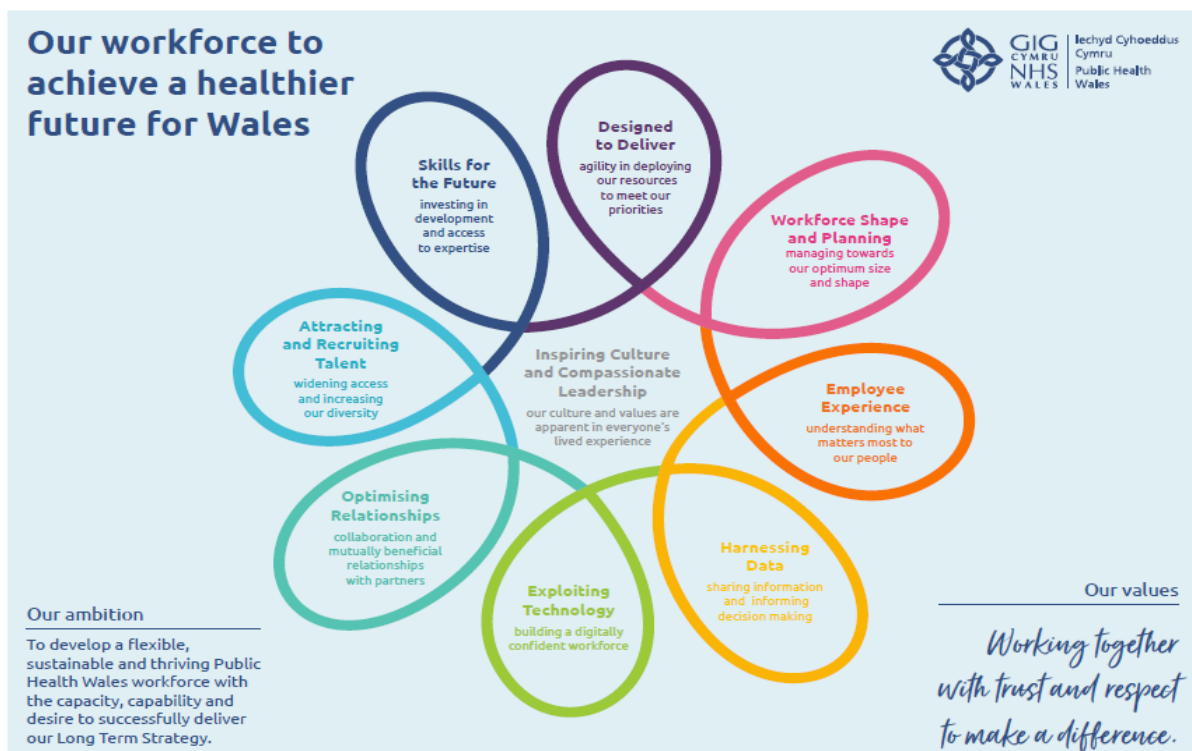 Our workforce to
achieve a healthier
future for Wales
GIG
CYMRU
NHS
WALES
Iechyd Cyhoeddus
Cymru
Public Health
Wales
Designed
to Deliver
agility in deploying
our resources
to meet our
priorities
Skills for
the Future
investing in
development
and access
to expertise
Workforce Shape
and Planning
managing towards
our optimum size
and shape
Attracting
and Recruiting
Talent
widening access
and increasing
our diversity
Inspiring Culture
and Compassionate
Leadership
our culture and values are
apparent in everyone's
lived experience
Employee
Experience
understanding what
matters most to
our people
Optimising
Relationships
collaboration and
mutually beneficial
relationships
with partners
Harnessing
Data
sharing information
and informing
decision making
Exploiting
Technology
building a digitally
confident workforce
Our ambition
To develop a flexible,
sustainable and thriving Public
Health Wales workforce with
the capacity, capability and
desire to successfully deliver
our Long Term Strategy.
Our values
Working together
with trust and respect
to make a difference.